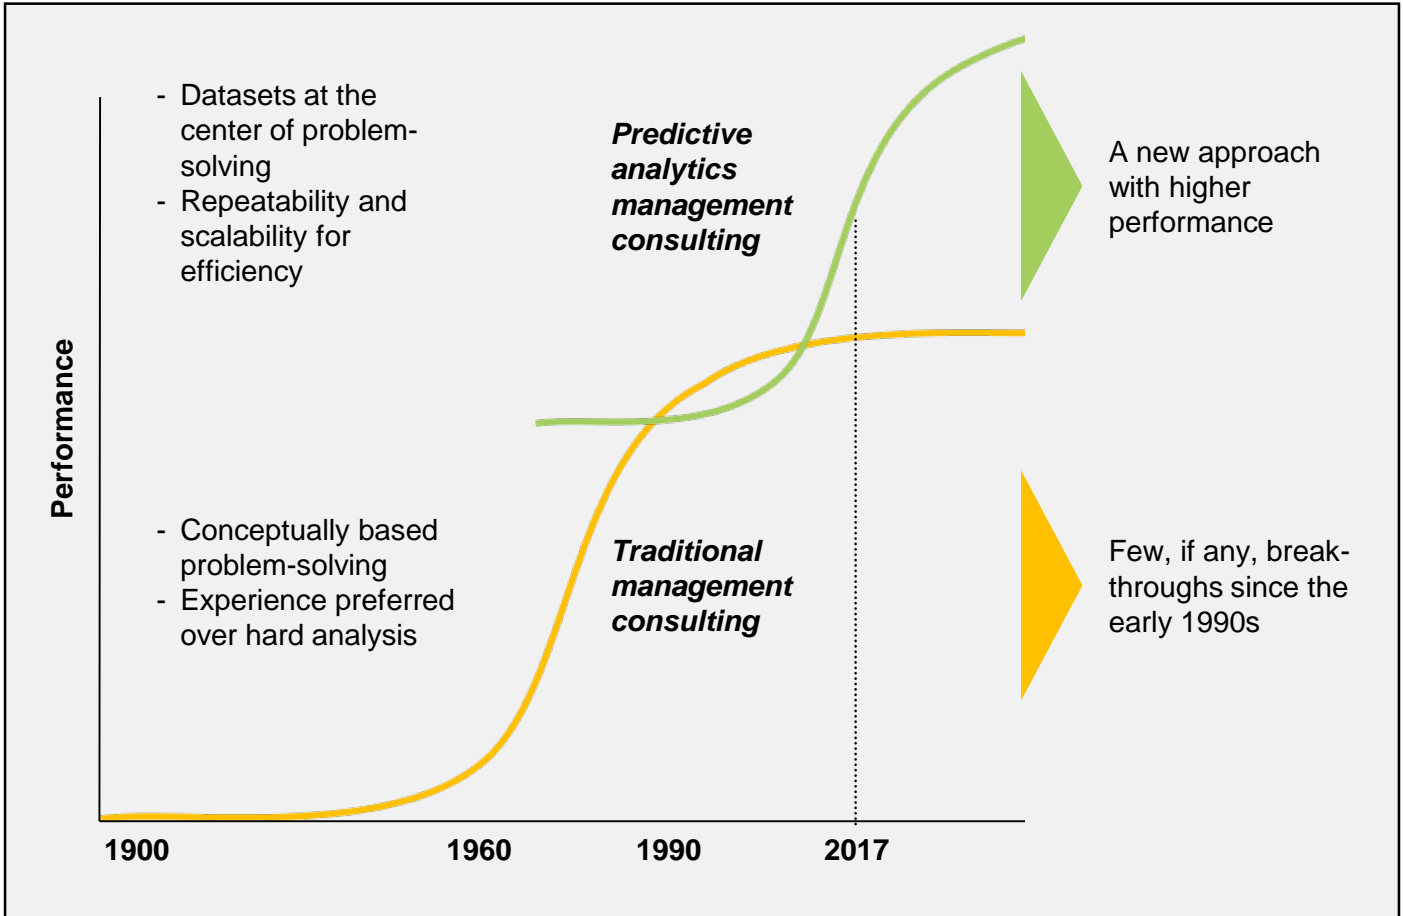 - Datasets at the
center of problem-
solving
- Repeatability and
scalability for
efficiency
Predictive
analytics
management
consulting
A new approach
with higher
performance
Performance
- Conceptually based
problem-solving
- Experience preferred
over hard analysis
Traditional
management
consulting
Few, if any, break-
throughs since the
early 1990s
1900
1960
1990
2017